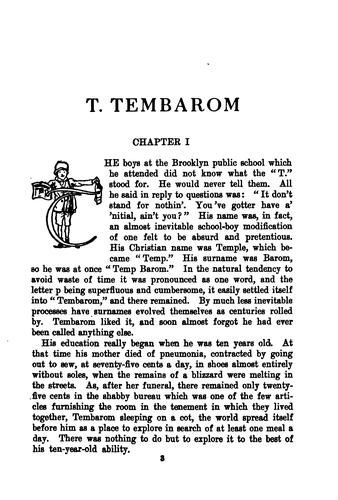 T. TEMBAROM
CHAPTER I
THE boys at the Brooklyn public school which
he attended did not know what the "T."
stood for. He would never tell them. All
he said in reply to questions was: "It don't
stand for nothin'. You've gotter have a'
'nitial, ain't you?" His name was, in fact,
an almost inevitable school-boy modification
of one felt to be absurd and pretentious.
His Christian name was Temple, which be-
came "Temp." His surname was Barom,
so he was at once "Temp Barom." In the natural tendency to
avoid waste of time it was pronounced as one word, and the
letter p being superfluous and cumbersome, it easily settled itself
into "Tembarom," and there remained. By much less inevitable
processes have surnames evolved themselves as centuries rolled
by. Tembarom liked it, and soon almost forgot he had ever
been called anything else.
His education really began when he was ten years old. At
that time his mother died of pneumonia, contracted by going
out to sew, at seventy-five cents a day, in shoes almost entirely
without soles, when the remains of a blizzard were melting in
the streets. As, after her funeral, there remained only twenty-
five cents in the shabby bureau which was one of the few arti-
cles furnishing the room in the tenement in which they lived
together, Tembarom sleeping on a cot, the world spread itself
before him as a place to explore in search of at least one meal a
day. There was nothing to do but to explore it to the best of
his ten-year-old ability.
3